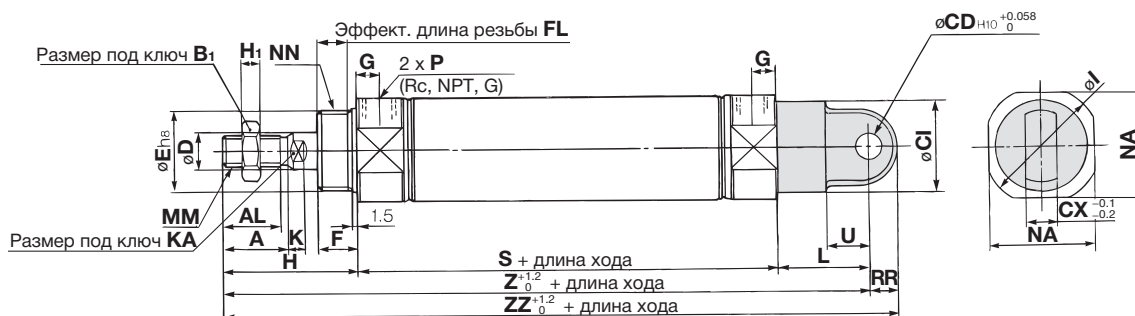 Эффект. длина резьбы FL
øCD H10 +0.058 0
Размер под ключ B1
H1
NN
G
2 x P
(Rc, NPT, G)
G
øI
øEh8
øD
øCI
NA
MM
AL
1.5
CX -0.1 -0.2
Размер под ключ KA
A
K
F
U
NA
H
S + длина хода
L
RR
Z +1.2 0 + длина хода
ZZ +1.2 0 + длина хода